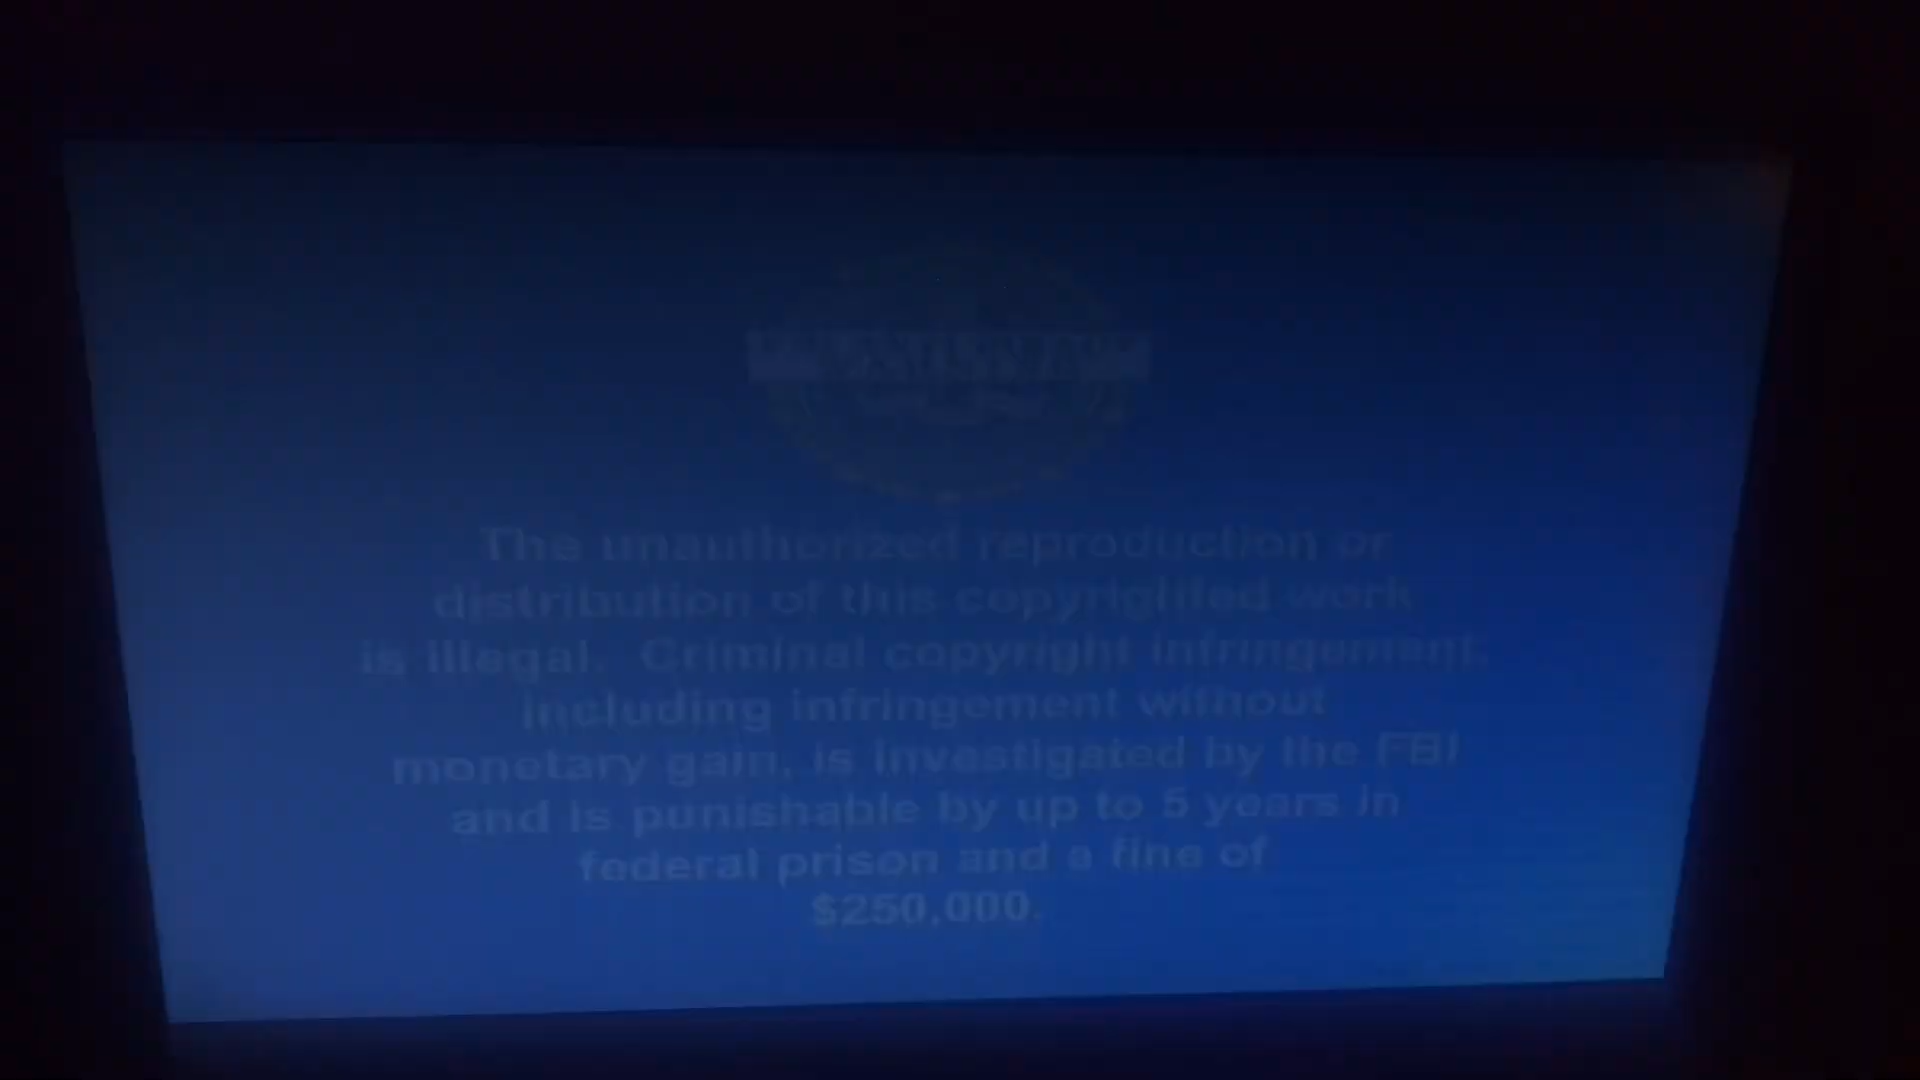 The unauthorized reproduction or
distribution of this copyrighted work
is illegal. Criminal copyright infringement,
including infringement without
monetary gain, is investigated by the FBI
and is punishable by up to 5 years in
federal prison and a fine of
$250,000.